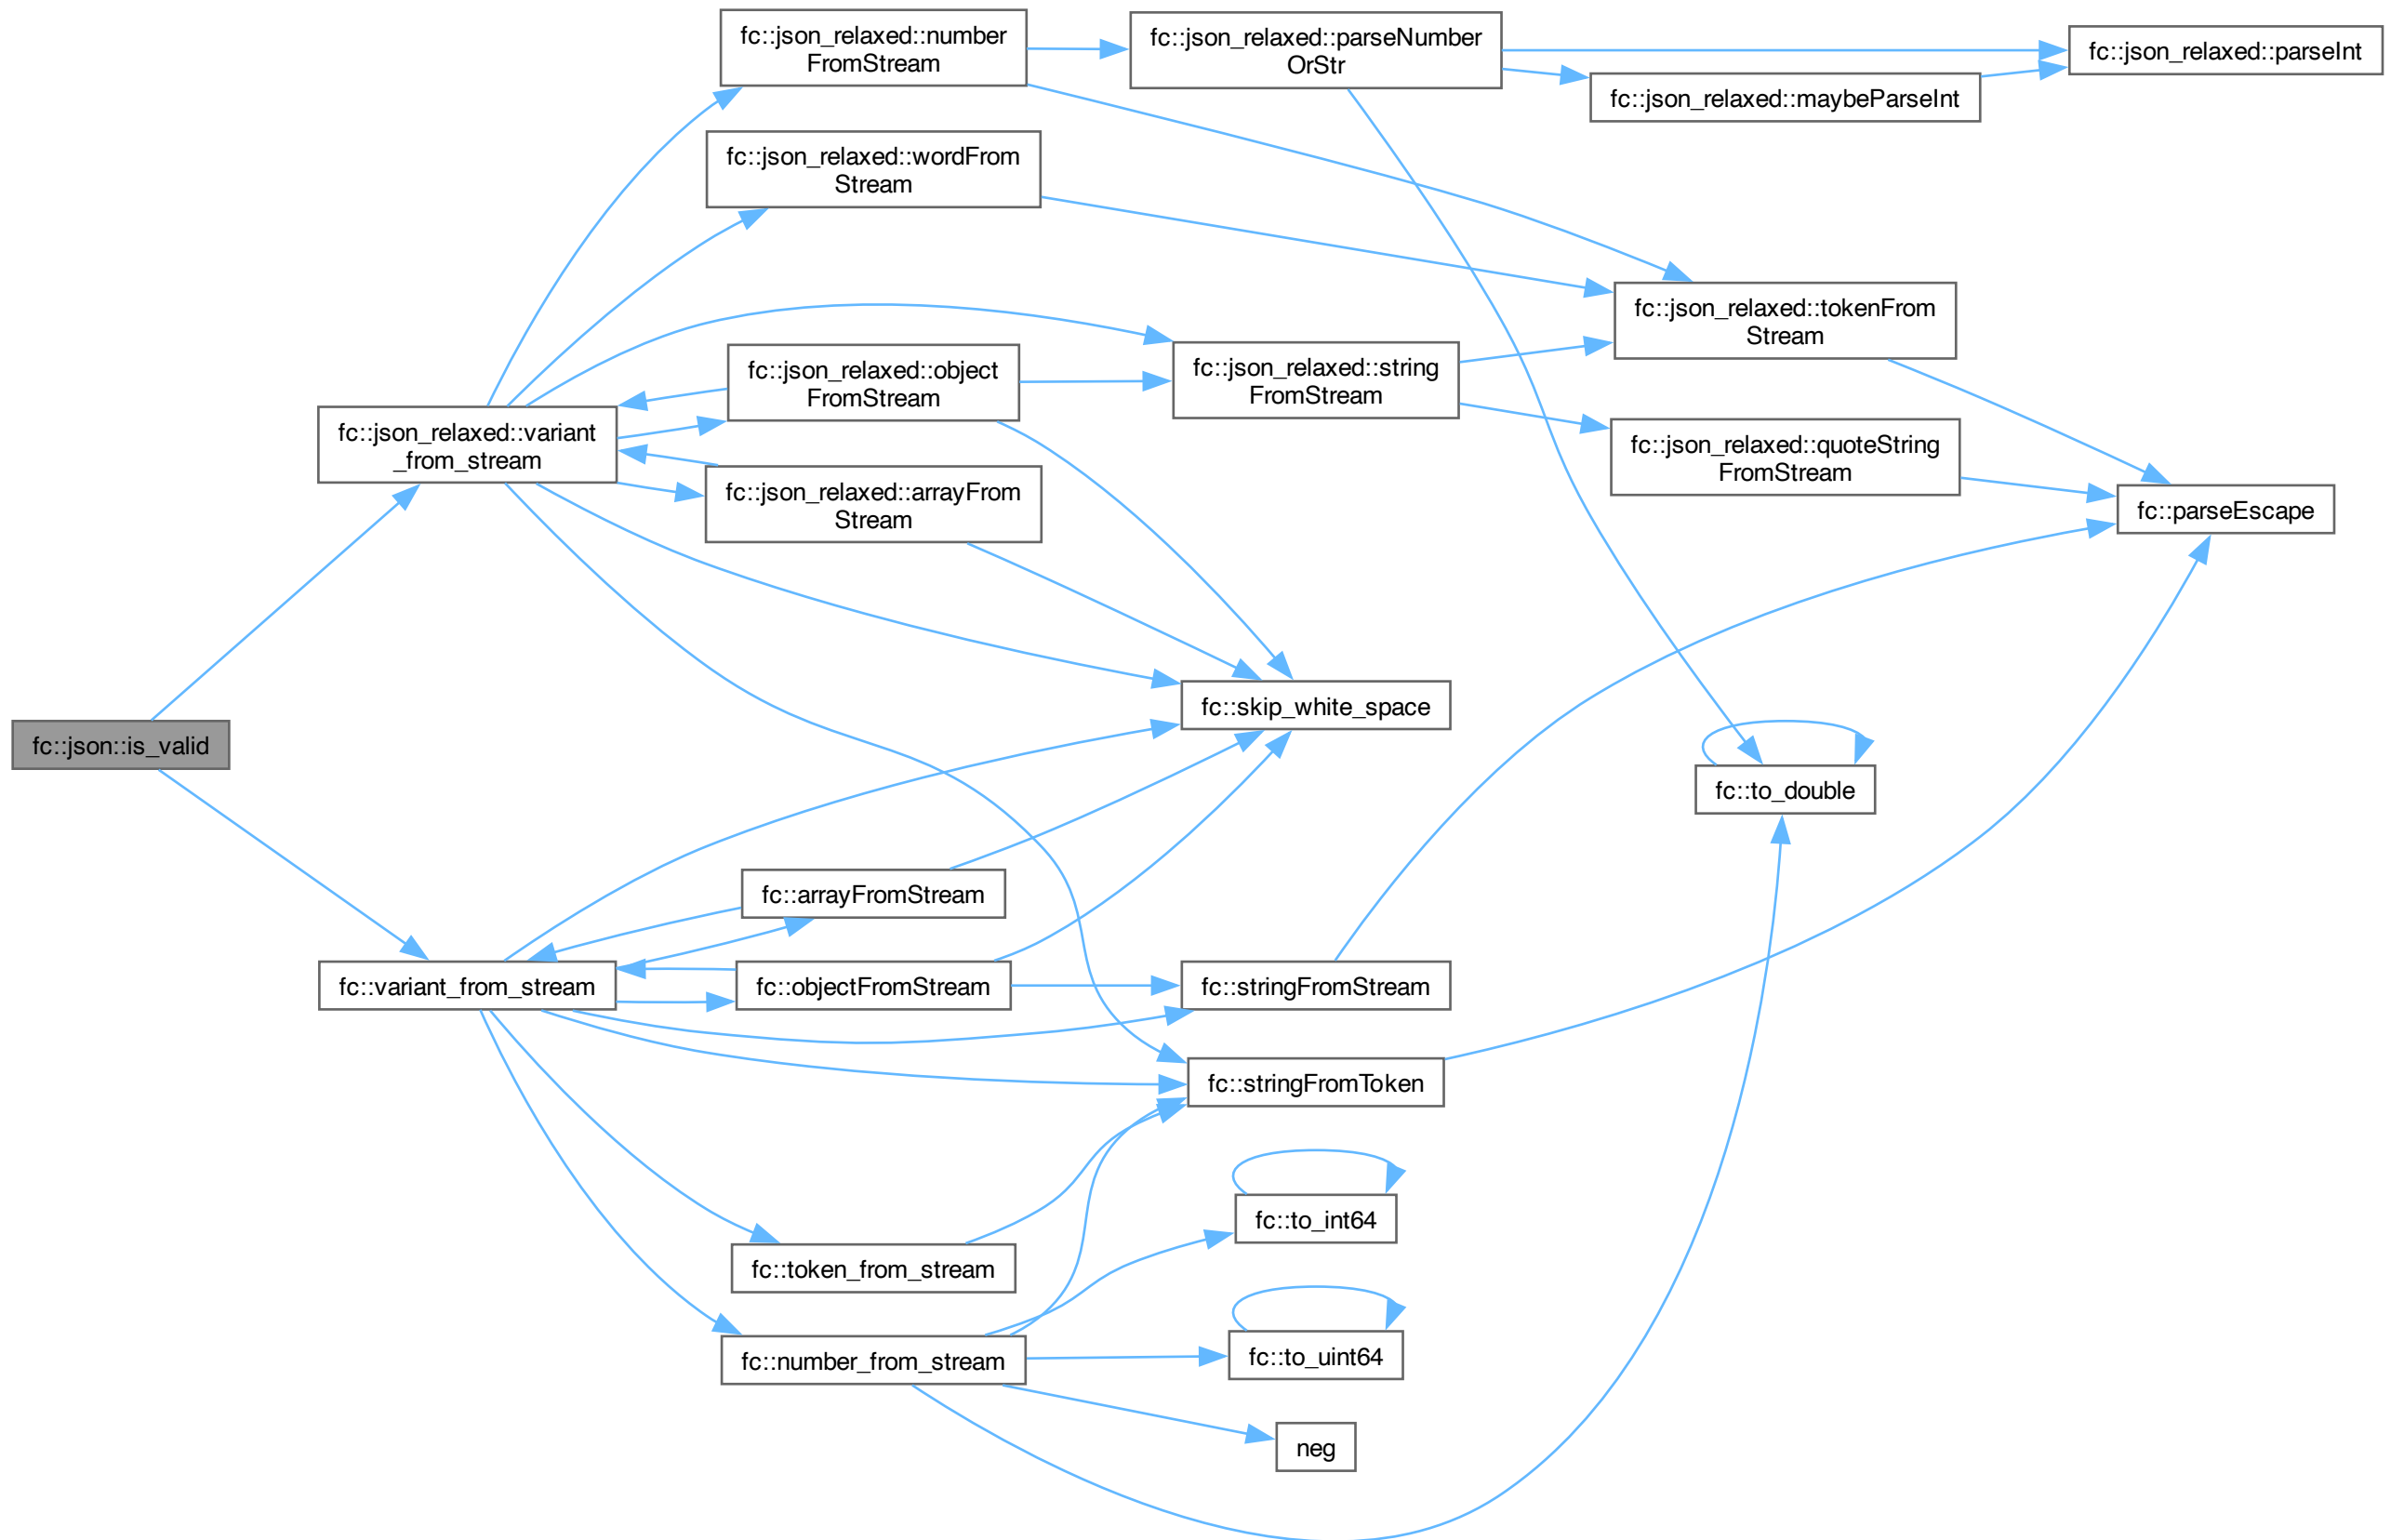 fc::json::is_valid
fc::json_relaxed::variant
_from_stream
fc::variant_from_stream
fc::json_relaxed::number
FromStream
fc::json_relaxed::wordFrom
Stream
fc::json_relaxed::object
FromStream
fc::json_relaxed::arrayFrom
Stream
fc::arrayFromStream
fc::objectFromStream
fc::token_from_stream
fc::number_from_stream
fc::json_relaxed::parseNumber
OrStr
fc::json_relaxed::string
FromStream
fc::skip_white_space
fc::stringFromStream
fc::stringFromToken
fc::to_int64
fc::to_uint64
neg
fc::json_relaxed::maybeParseInt
fc::json_relaxed::tokenFrom
Stream
fc::json_relaxed::quoteString
FromStream
fc::to_double
fc::json_relaxed::parseInt
fc::parseEscape